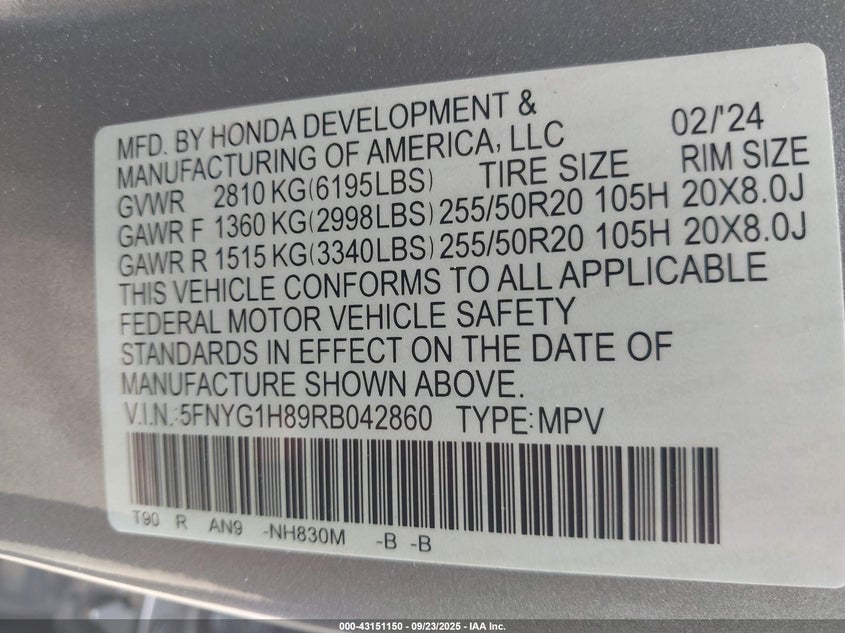 MFD. BY HONDA DEVELOPMENT & 02/'24
MANUFACTURING OF AMERICA, LLC
GVWR 2810 KG(6195LBS) TIRE SIZE RIM SIZE
GAWR F 1360 KG(2998LBS) 255/50R20 105H 20X8.0J
GAWR R 1515 KG(3340LBS) 255/50R20 105H 20X8.0J
THIS VEHICLE CONFORMS TO ALL APPLICABLE
FEDERAL MOTOR VEHICLE SAFETY
STANDARDS IN EFFECT ON THE DATE OF
MANUFACTURE SHOWN ABOVE.
V.I.N.:5FNYG1H89RB042860 TYPE:MPV
T90 R AN9 -NH830M -B -B
000-43151150 - 09/23/2025 - IAA Inc.